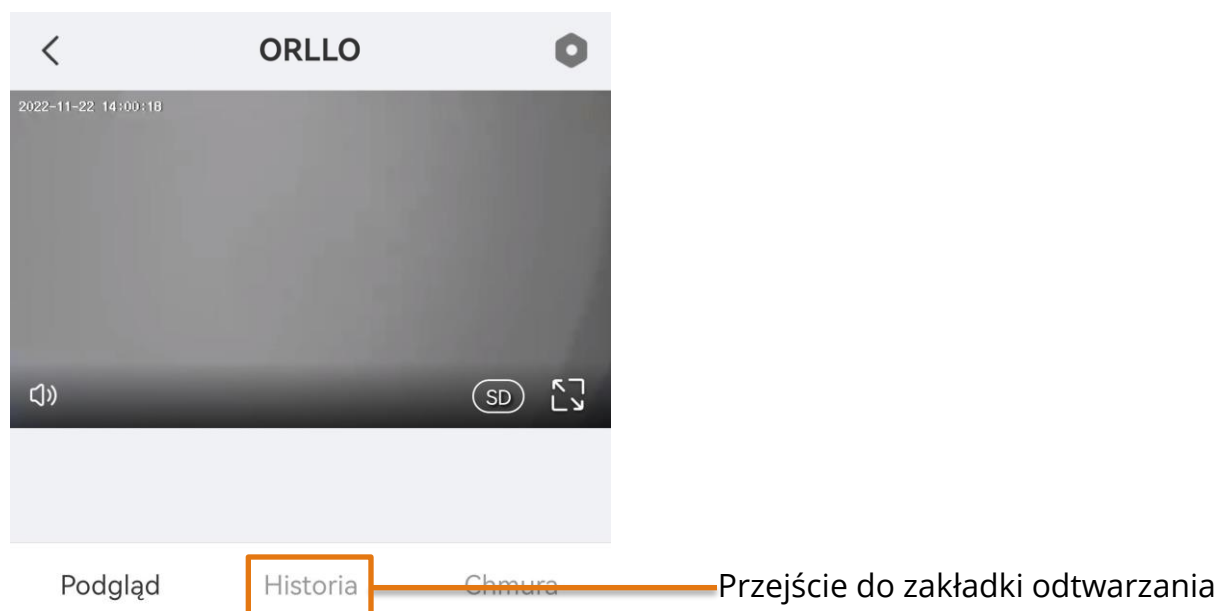 ORLLO
2022-11-22 14:00:18
SD
Podgląd Historia Chmura Przejście do zakładki odtwarzania